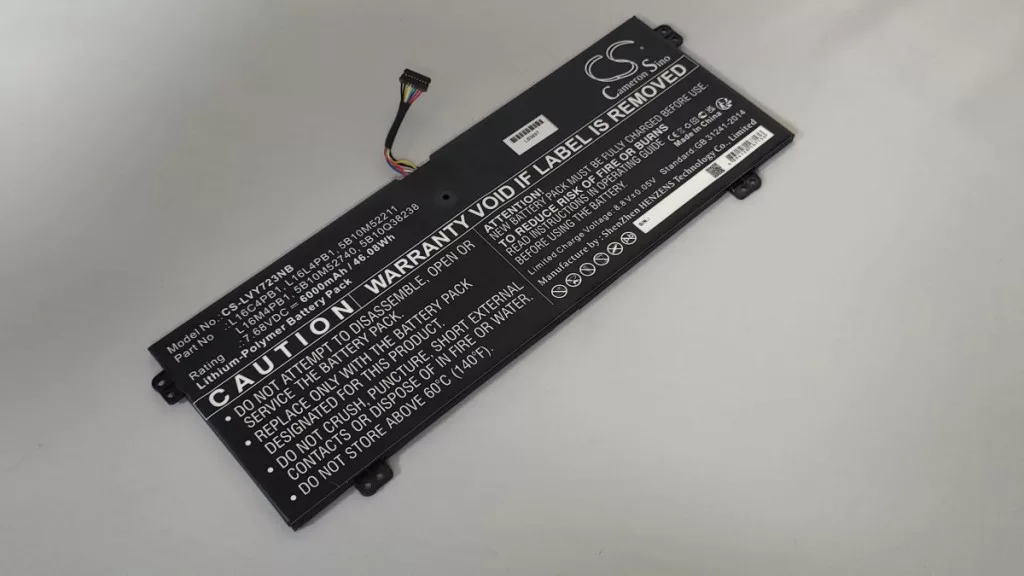 CS
Cameron Sino
Model No.: CS-LVY723NB
Part No : L16C4PB1, L16L4PB1, 5B10M52211
L16M4PB1, 5B10M52740, 5B10Q38238
Rating : 7.68VDC 6000mAh/ 46.08Wh
Lithium-Polymer Battery Pack
CAUTION WARRANTY VOID IF LABEL IS REMOVED
• DO NOT ATTEMPT TO DISASSEMBLE, OPEN OR
SERVICE THE BATTERY PACK.
• REPLACE ONLY WITH THE BATTERY PACK
DESIGNATED FOR THIS PRODUCT.
• DO NOT CRUSH, PUNCTURE, SHORT EXTERNAL
CONTACTS OR DISPOSE OF IN FIRE OR WATER.
• DO NOT STORE ABOVE 60°C (140°F).
ATTENTION:
NEW BATTERY PACK MUST BE FULLY CHARGED BEFORE USE.
TO REDUCE RISK OF FIRE OR BURNS
READ INSTRUCTIONS IN OPERATING GUIDE
BEFORE USING BATTERY.
Made in China
Limited Charge Voltage:8.8V±0.05V Standard:GB 31241-2014
Manufacturer: ShenZhen HENZENS Technology Co. Limited
S/N.: